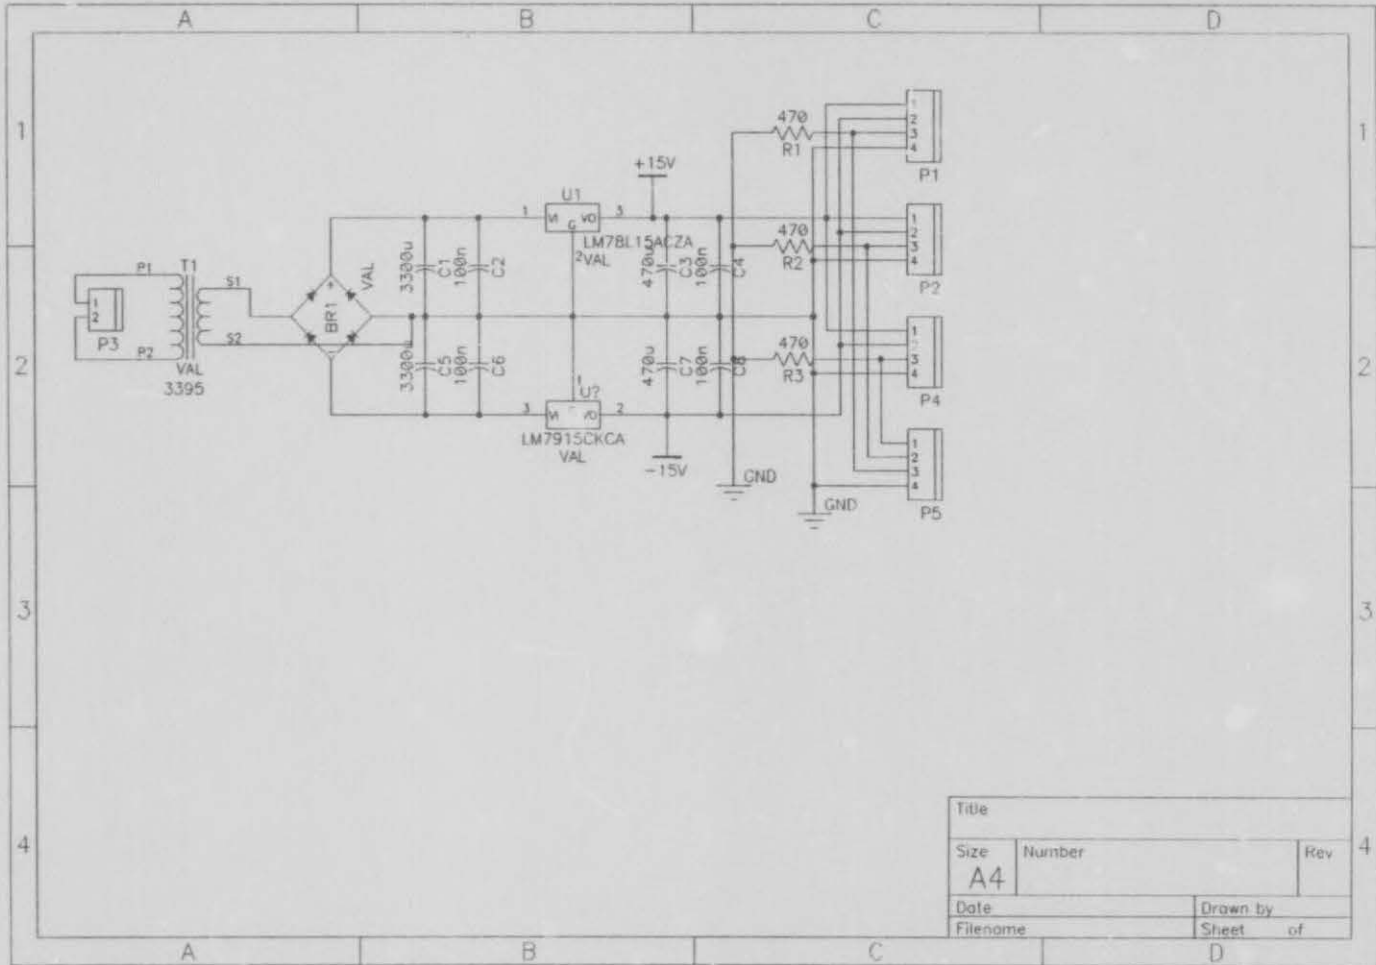 A B C D
1 1
470
R1
1
2
3
4
P1
+15V
U1
1 VI G VO 3
LM78L15ACZA
2 VAL
470
R2
1
2
3
4
P2
P1 T1 S1
1
2
P3
P2 S2
VAL
3395
VAL
BR1
3300u C1
100n C2
470u C3
100n C4
2 2
3300u C5
100n C6
470u C7
100n C8
470
R3
1
3
4
P4
1
U?
3 VI VO 2
LM7915CKCA
VAL
-15V
GND
GND
1
2
3
4
P5
3 3
4 4
Title
Size Number Rev
A4
Date Drawn by
Filename Sheet of
A B C D